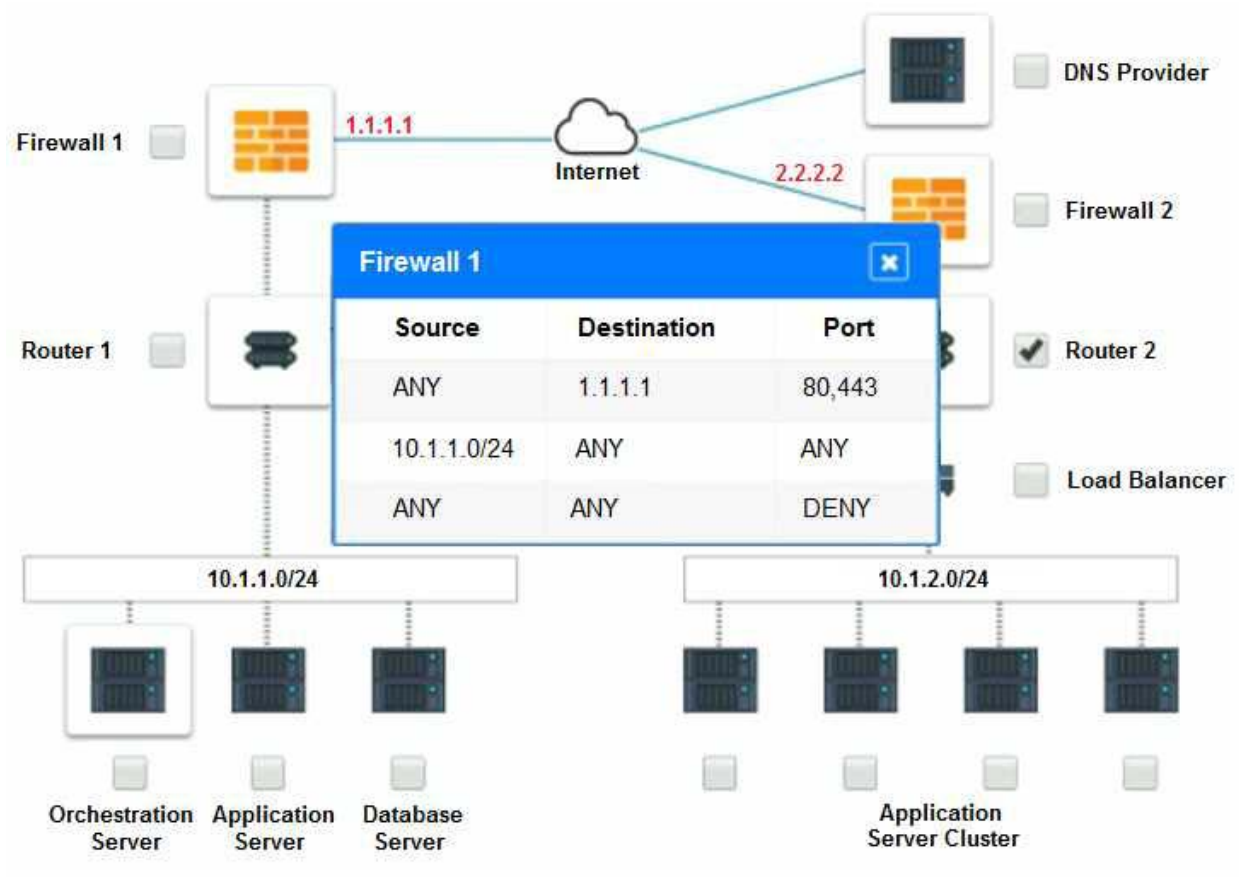 DNS Provider
Firewall 1
1.1.1.1
Internet
2.2.2.2
Firewall 2
Firewall 1
Source Destination Port
ANY 1.1.1.1 80,443
10.1.1.0/24 ANY ANY
ANY ANY DENY
Router 1
Router 2
Load Balancer
10.1.1.0/24
10.1.2.0/24
Orchestration
Server
Application
Server
Database
Server
Application
Server Cluster